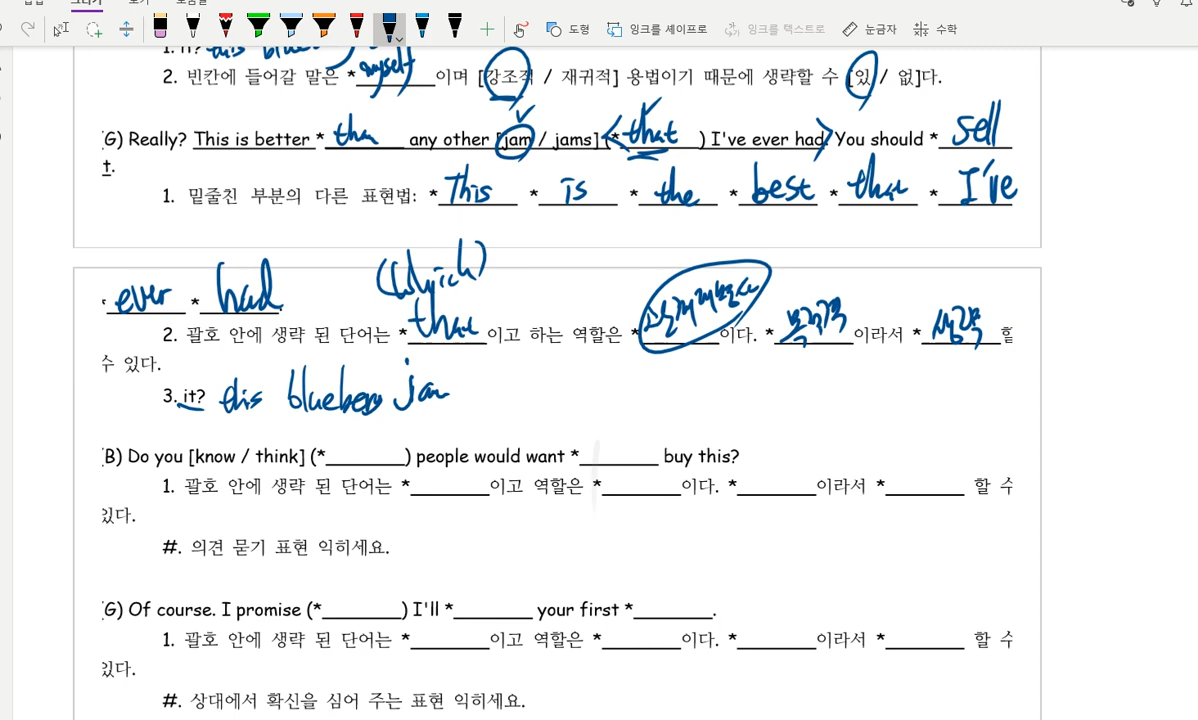 도형 잉크를 셰이프로 잉크를 텍스트로 눈금자 수학
1. it? this
2. 빈칸에 들어갈 말은 *myself 이며 [강조적 / 재귀적] 용법이기 때문에 생략할 수 [있 / 없]다.
G) Really? This is better * than any other [jam / jams] (* that ) I've ever had. You should * sell
t.
1. 밑줄친 부분의 다른 표현법: * This * is * the * best * that * I've
* ever * had
(which)
2. 괄호 안에 생략 된 단어는 * that 이고 하는 역할은 * 관계대명사 이다. * 목적격 이라서 * 생략 할
수 있다.
3. it? this blueberry jam
B) Do you [know / think] (*________) people would want *________ buy this?
1. 괄호 안에 생략 된 단어는 *________이고 역할은 *________이다. *________이라서 *________ 할 수
있다.
#. 의견 묻기 표현 익히세요.
G) Of course. I promise (*________) I'll *________ your first *________.
1. 괄호 안에 생략 된 단어는 *________이고 역할은 *________이다. *________이라서 *________ 할 수
있다.
#. 상대에서 확신을 심어 주는 표현 익히세요.